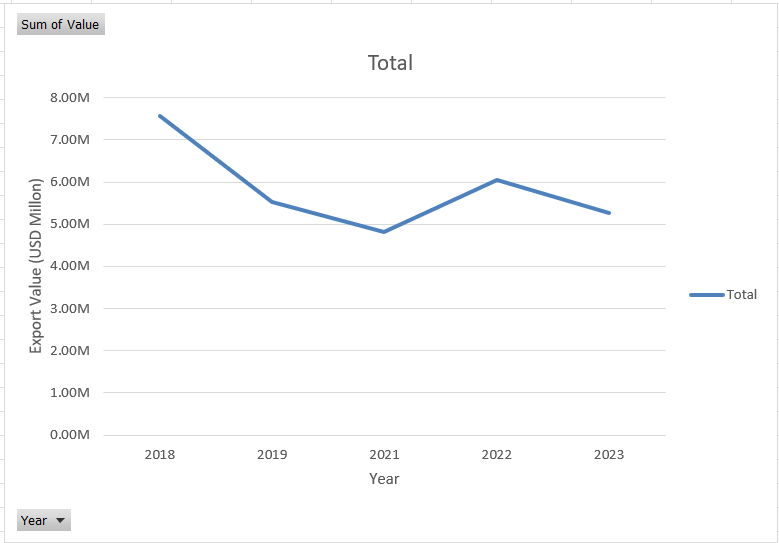 Sum of Value
Total
8.00M
7.00M
6.00M
5.00M
4.00M
3.00M
2.00M
1.00M
0.00M
Export Value (USD Millon)
2018 2019 2021 2022 2023
Year
Total
Year